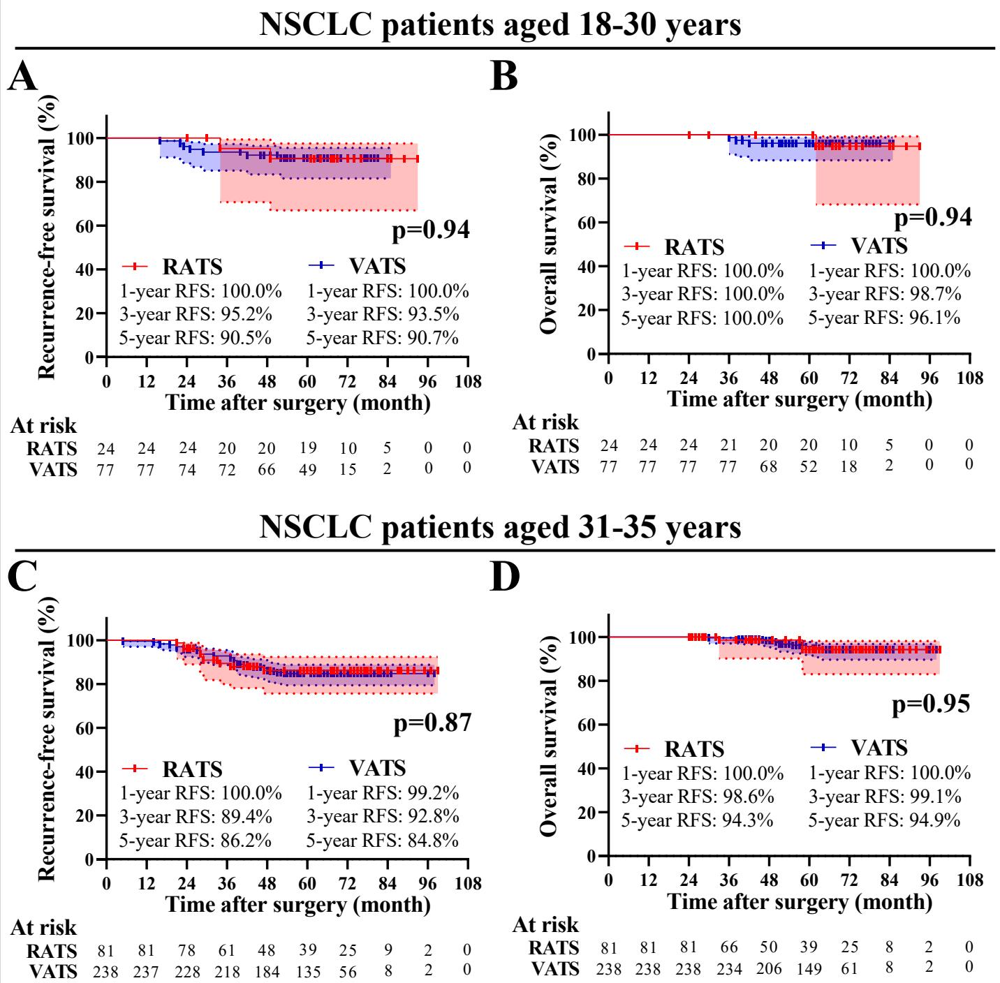 NSCLC patients aged 18-30 years
A
Recurrence-free survival (%)
100
80
60
40
20
0
p=0.94
RATS VATS
1-year RFS: 100.0% 1-year RFS: 100.0%
3-year RFS: 95.2% 3-year RFS: 93.5%
5-year RFS: 90.5% 5-year RFS: 90.7%
0 12 24 36 48 60 72 84 96 108
Time after surgery (month)
At risk
RATS 24 24 24 20 20 19 10 5 0 0
VATS 77 77 74 72 66 49 15 2 0 0
B
Overall survival (%)
100
80
60
40
20
0
p=0.94
RATS VATS
1-year RFS: 100.0% 1-year RFS: 100.0%
3-year RFS: 100.0% 3-year RFS: 98.7%
5-year RFS: 100.0% 5-year RFS: 96.1%
0 12 24 36 48 60 72 84 96 108
Time after surgery (month)
At risk
RATS 24 24 24 21 20 20 10 5 0 0
VATS 77 77 77 77 68 52 18 2 0 0
NSCLC patients aged 31-35 years
C
Recurrence-free survival (%)
100
80
60
40
20
0
p=0.87
RATS VATS
1-year RFS: 100.0% 1-year RFS: 99.2%
3-year RFS: 89.4% 3-year RFS: 92.8%
5-year RFS: 86.2% 5-year RFS: 84.8%
0 12 24 36 48 60 72 84 96 108
Time after surgery (month)
At risk
RATS 81 81 78 61 48 39 25 9 2 0
VATS 238 237 228 218 184 135 56 8 2 0
D
Overall survival (%)
100
80
60
40
20
0
p=0.95
RATS VATS
1-year RFS: 100.0% 1-year RFS: 100.0%
3-year RFS: 98.6% 3-year RFS: 99.1%
5-year RFS: 94.3% 5-year RFS: 94.9%
0 12 24 36 48 60 72 84 96 108
Time after surgery (month)
At risk
RATS 81 81 81 66 50 39 25 8 2 0
VATS 238 238 238 234 206 149 61 8 2 0